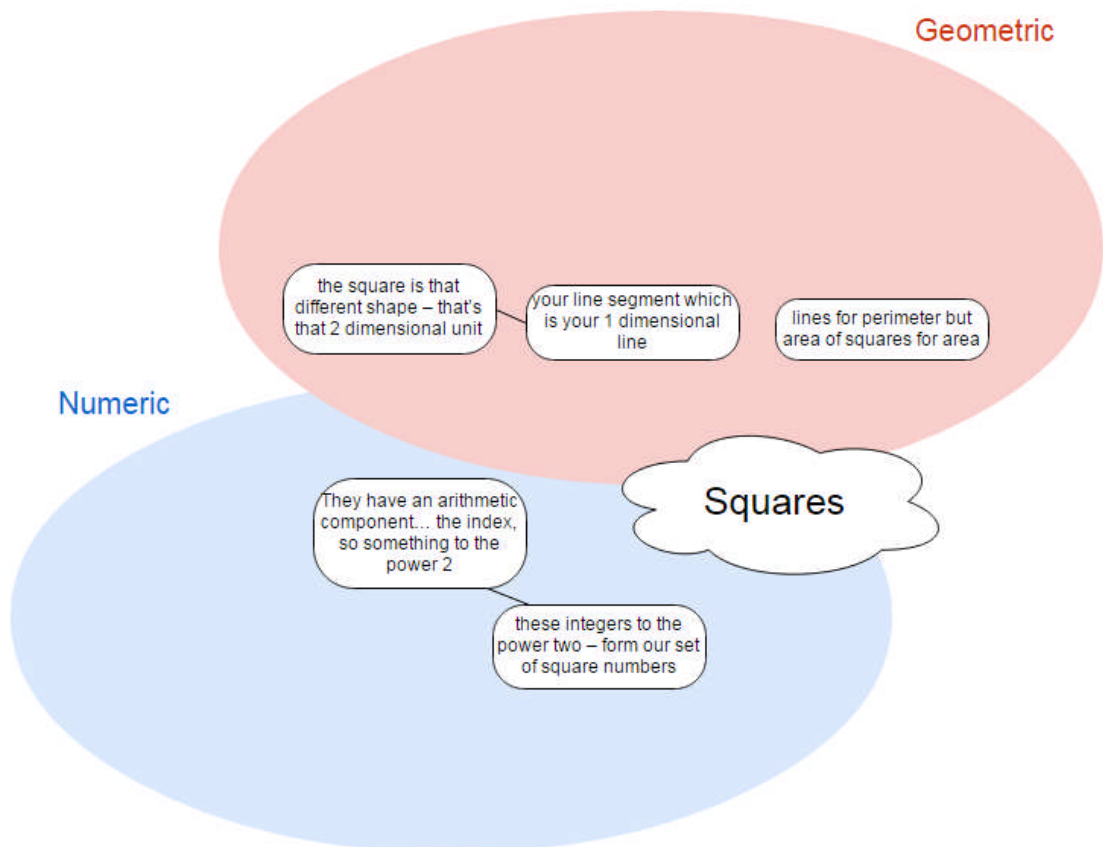 Geometric
the square is that
different shape – that's
that 2 dimensional unit
your line segment which
is your 1 dimensional
line
lines for perimeter but
area of squares for area
Numeric
They have an arithmetic
component... the index,
so something to the
power 2
Squares
these integers to the
power two – form our set
of square numbers